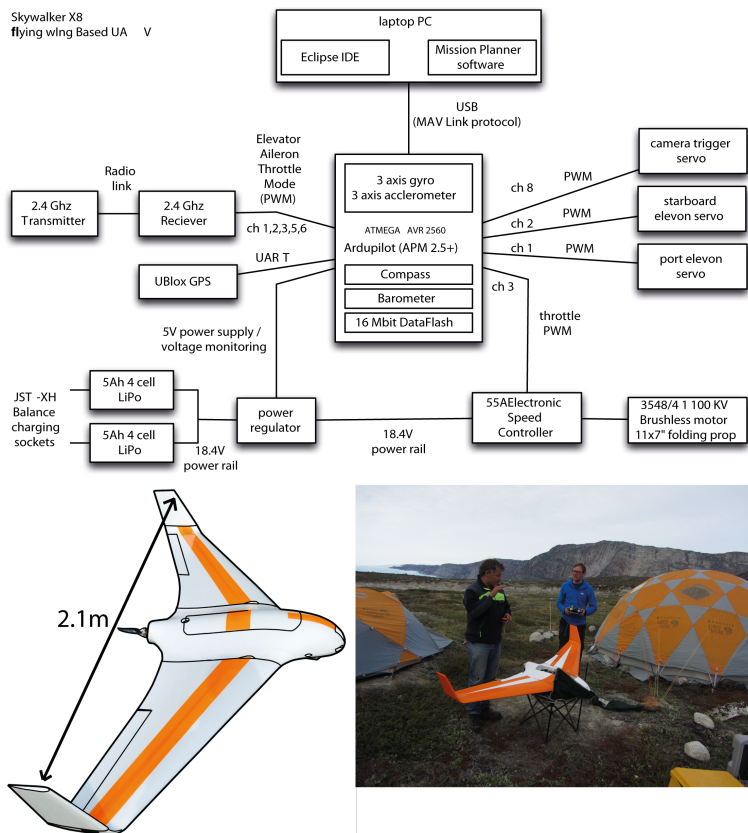 Skywalker X8
flying wIng Based UA V
laptop PC
Eclipse IDE
Mission Planner
software
USB
(MAV Link protocol)
Elevator
Aileron
Throttle
Mode
(PWM)
Radio
link
2.4 Ghz
Transmitter
2.4 Ghz
Reciever
ch 1,2,3,5,6
3 axis gyro
3 axis acclerometer
ATMEGA AVR 2560
Ardupilot (APM 2.5+)
Compass
Barometer
16 Mbit DataFlash
ch 8
PWM
camera trigger
servo
ch 2
PWM
starboard
elevon servo
ch 1
PWM
port elevon
servo
ch 3
throttle
PWM
UAR T
UBlox GPS
5V power supply /
voltage monitoring
JST -XH
Balance
charging
sockets
5Ah 4 cell
LiPo
5Ah 4 cell
LiPo
18.4V
power rail
power
regulator
18.4V
power rail
55AElectronic
Speed
Controller
3548/4 1 100 KV
Brushless motor
11x7" folding prop
2.1m